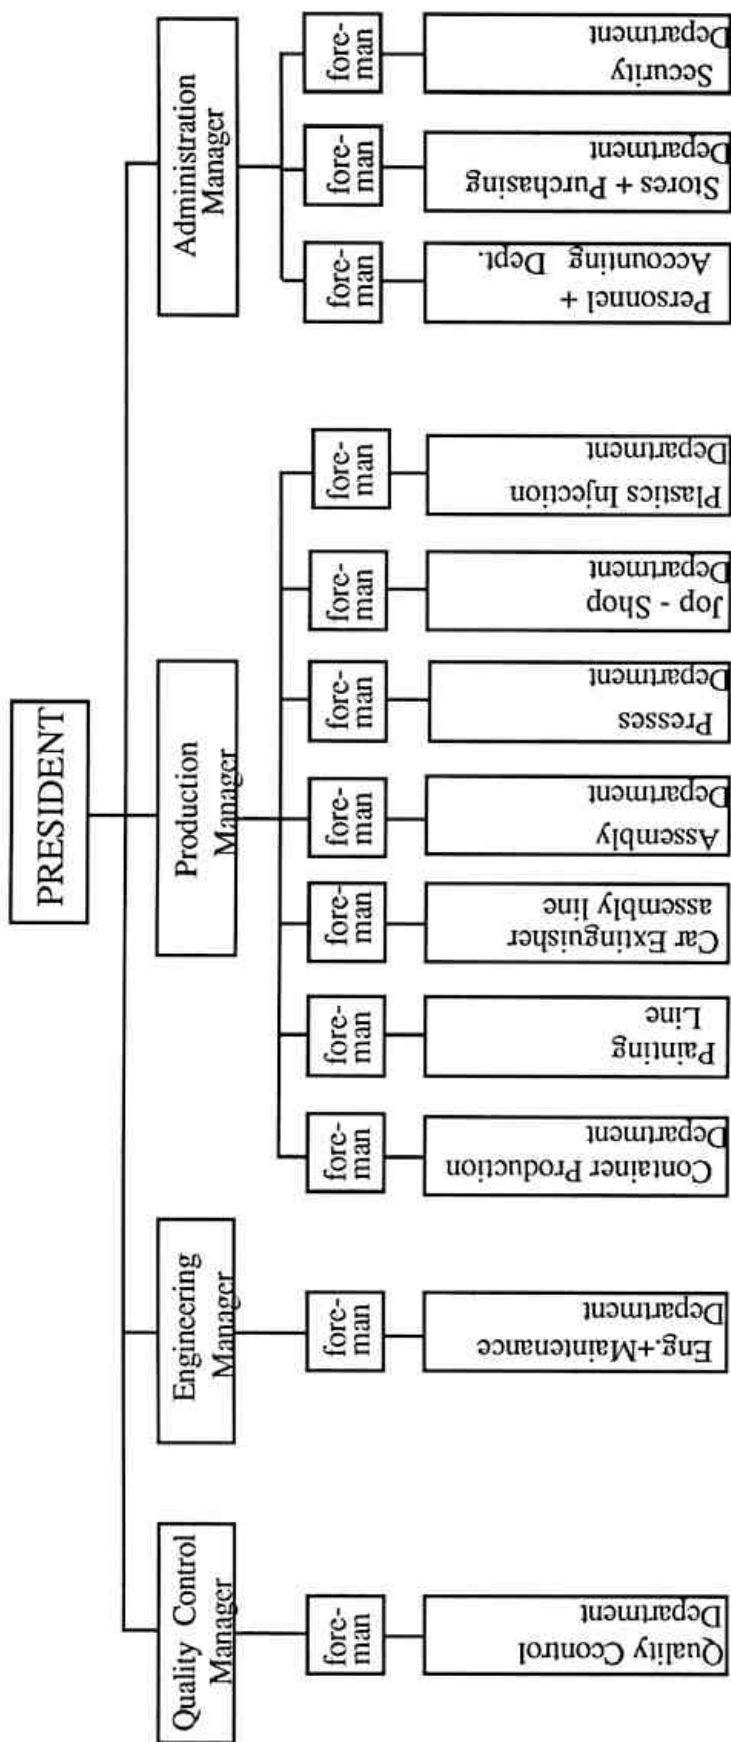 PRESIDENT
Quality Control
Manager
Engineering
Manager
Production
Manager
Administration
Manager
fore-
man
fore-
man
fore-
man
fore-
man
fore-
man
fore-
man
fore-
man
fore-
man
fore-
man
fore-
man
fore-
man
fore-
man
Quality Ccontrol
Department
Eng.+Maintenance
Department
Container Production
Department
Painting
Line
Car Extinguisher
assembly line
Assembly
Department
Presses
Department
Jop - Shop
Department
Plastics Injection
Department
Personnel +
Accounting Dept.
Stores + Purchasing
Department
Security
Department